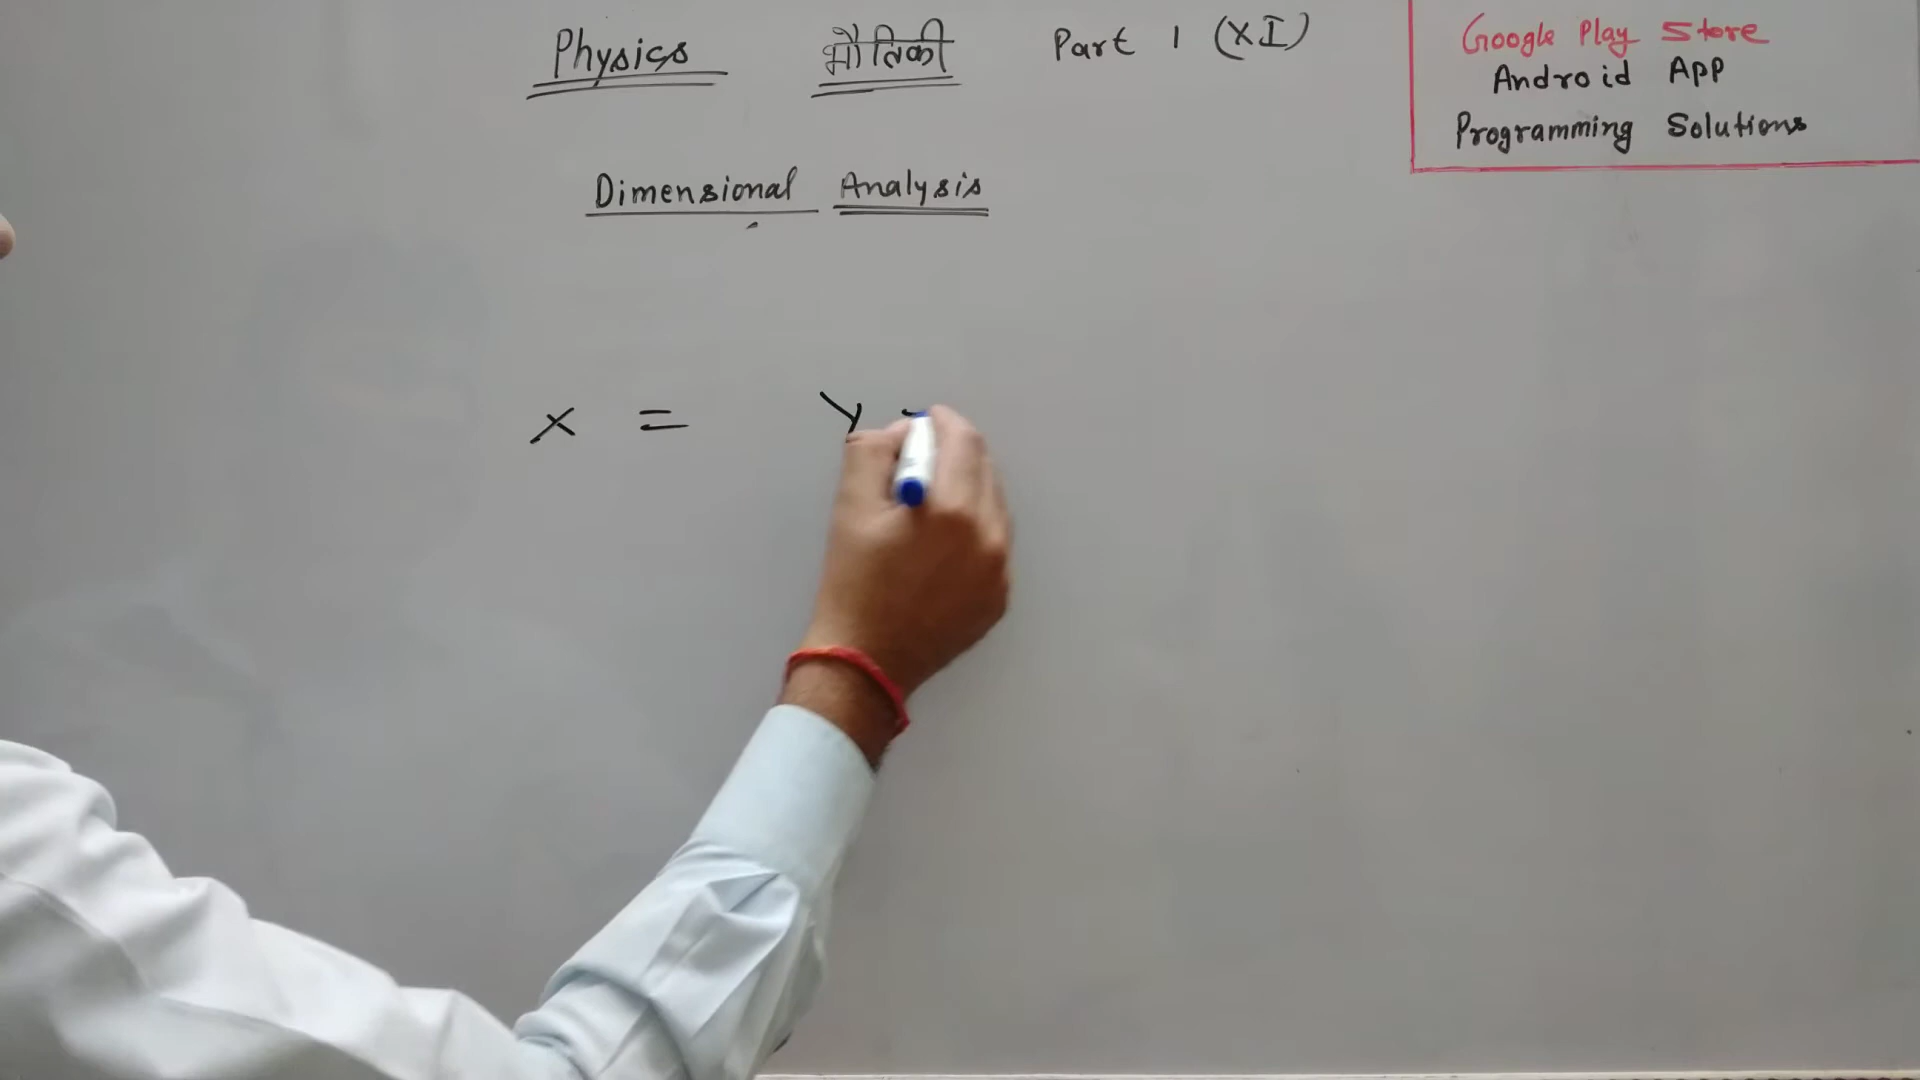 Physics भौतिकी Part 1 (XI)
Google Play Store
Android App
Programming Solutions
Dimensional Analysis
x = y